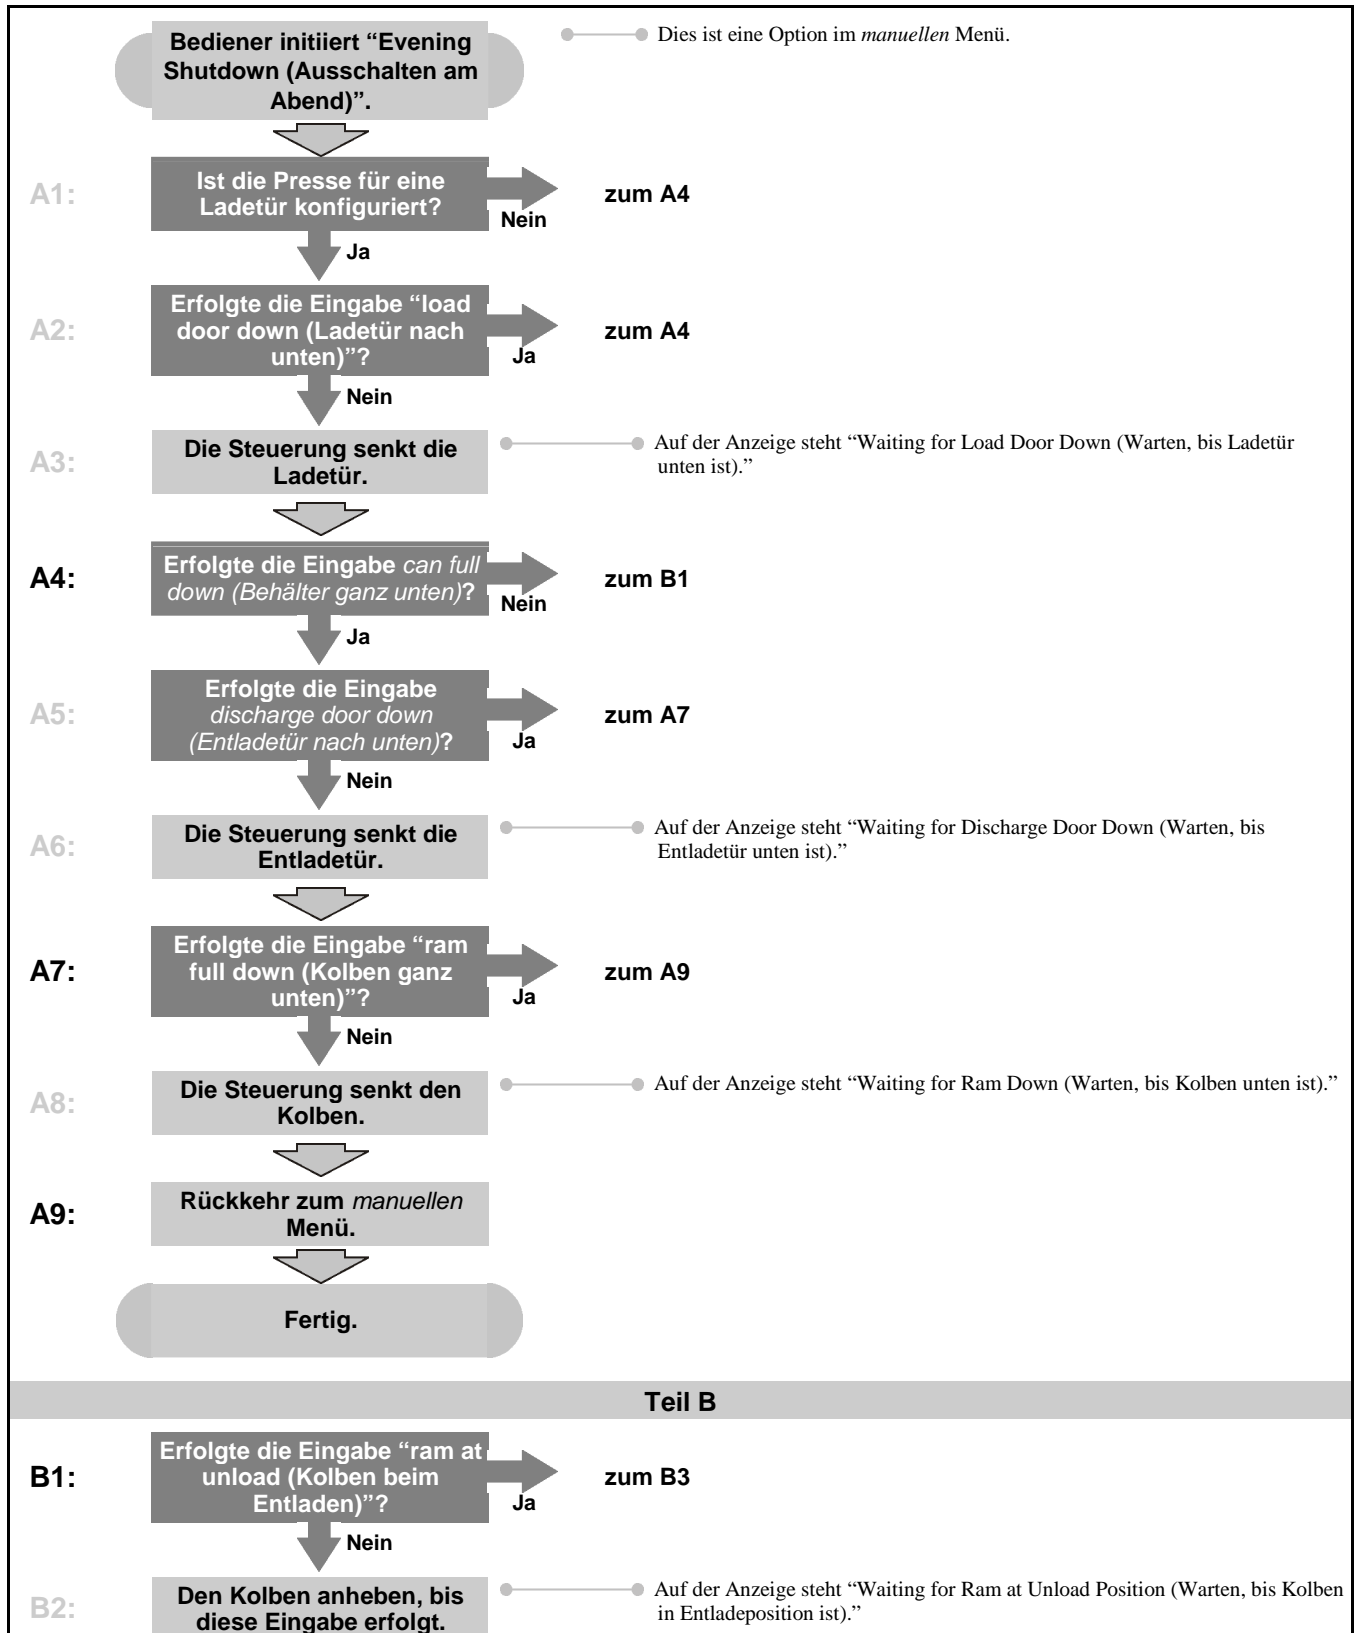 Bediener initiiert “Evening
Shutdown (Ausschalten am
Abend)”.
Dies ist eine Option im manuellen Menü.
A1:
Ist die Presse für eine
Ladetür konfiguriert?
Nein
zum A4
Ja
A2:
Erfolgte die Eingabe “load
door down (Ladetür nach
unten)”?
Ja
zum A4
Nein
A3:
Die Steuerung senkt die
Ladetür.
Auf der Anzeige steht “Waiting for Load Door Down (Warten, bis Ladetür
unten ist).”
A4:
Erfolgte die Eingabe can full
down (Behälter ganz unten)?
Nein
zum B1
Ja
A5:
Erfolgte die Eingabe
discharge door down
(Entladetür nach unten)?
Ja
zum A7
Nein
A6:
Die Steuerung senkt die
Entladetür.
Auf der Anzeige steht “Waiting for Discharge Door Down (Warten, bis
Entladetür unten ist).”
A7:
Erfolgte die Eingabe “ram
full down (Kolben ganz
unten)”?
Ja
zum A9
Nein
A8:
Die Steuerung senkt den
Kolben.
Auf der Anzeige steht “Waiting for Ram Down (Warten, bis Kolben unten ist).”
A9:
Rückkehr zum manuellen
Menü.
Fertig.
Teil B
B1:
Erfolgte die Eingabe “ram at
unload (Kolben beim
Entladen)”?
Ja
zum B3
Nein
B2:
Den Kolben anheben, bis
diese Eingabe erfolgt.
Auf der Anzeige steht “Waiting for Ram at Unload Position (Warten, bis Kolben
in Entladeposition ist).”